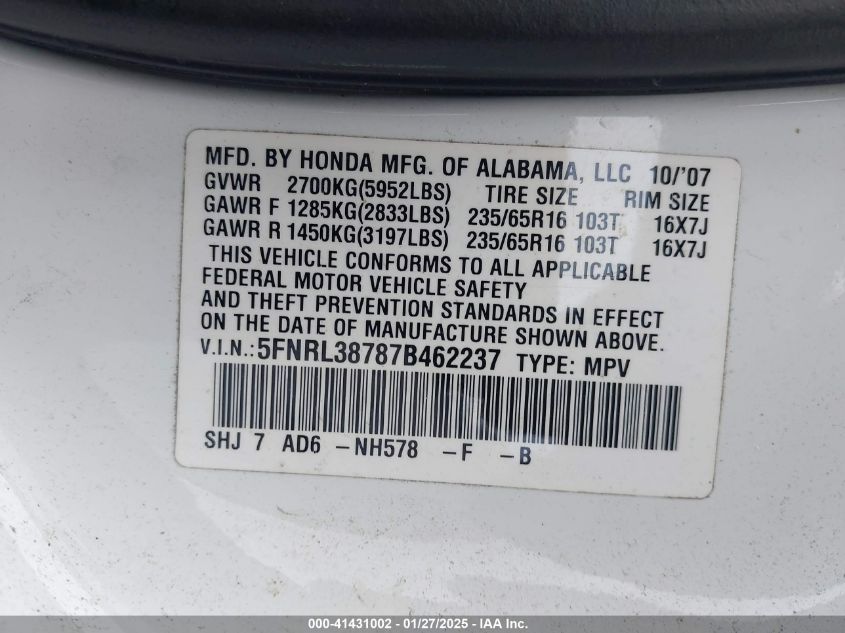 MFD. BY HONDA MFG. OF ALABAMA, LLC 10/'07
GVWR 2700KG(5952LBS) TIRE SIZE RIM SIZE
GAWR F 1285KG(2833LBS) 235/65R16 103T 16X7J
GAWR R 1450KG(3197LBS) 235/65R16 103T 16X7J
THIS VEHICLE CONFORMS TO ALL APPLICABLE
FEDERAL MOTOR VEHICLE SAFETY
AND THEFT PREVENTION STANDARDS IN EFFECT
ON THE DATE OF MANUFACTURE SHOWN ABOVE.
V.I.N.:5FNRL38787B462237 TYPE: MPV
SHJ 7 AD6 -NH578 -F -B
000-41431002 - 01/27/2025 - IAA Inc.